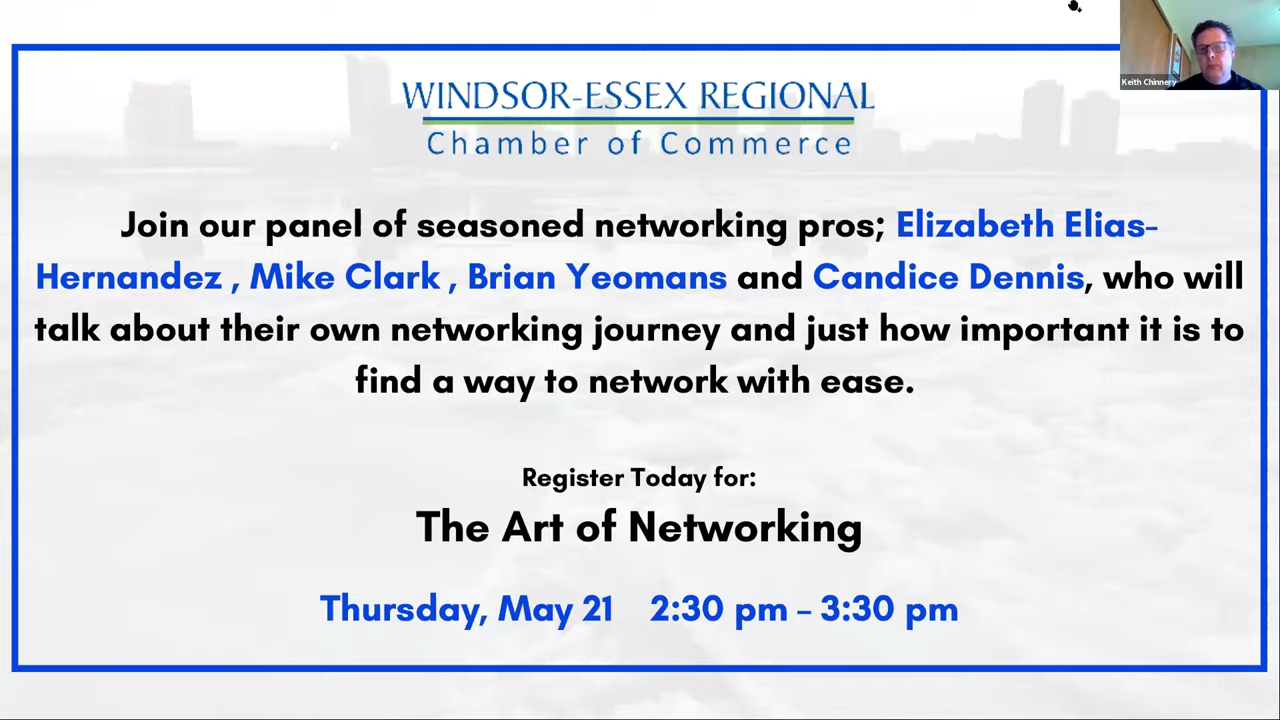 WINDSOR-ESSEX REGIONAL
Chamber of Commerce
Keith Chinnery
Join our panel of seasoned networking pros; Elizabeth Elias-
Hernandez , Mike Clark , Brian Yeomans and Candice Dennis, who will
talk about their own networking journey and just how important it is to
find a way to network with ease.
Register Today for:
The Art of Networking
Thursday, May 21 2:30 pm – 3:30 pm